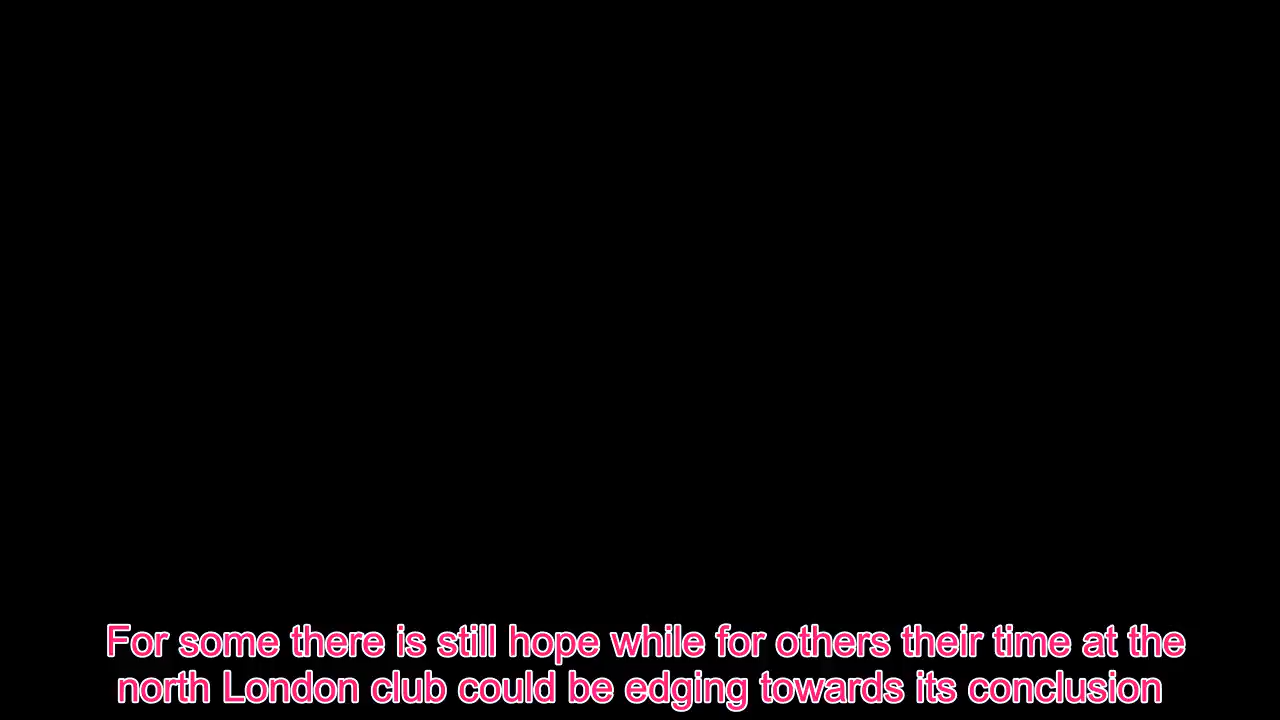 For some there is still hope while for others their time at the
north London club could be edging towards its conclusion